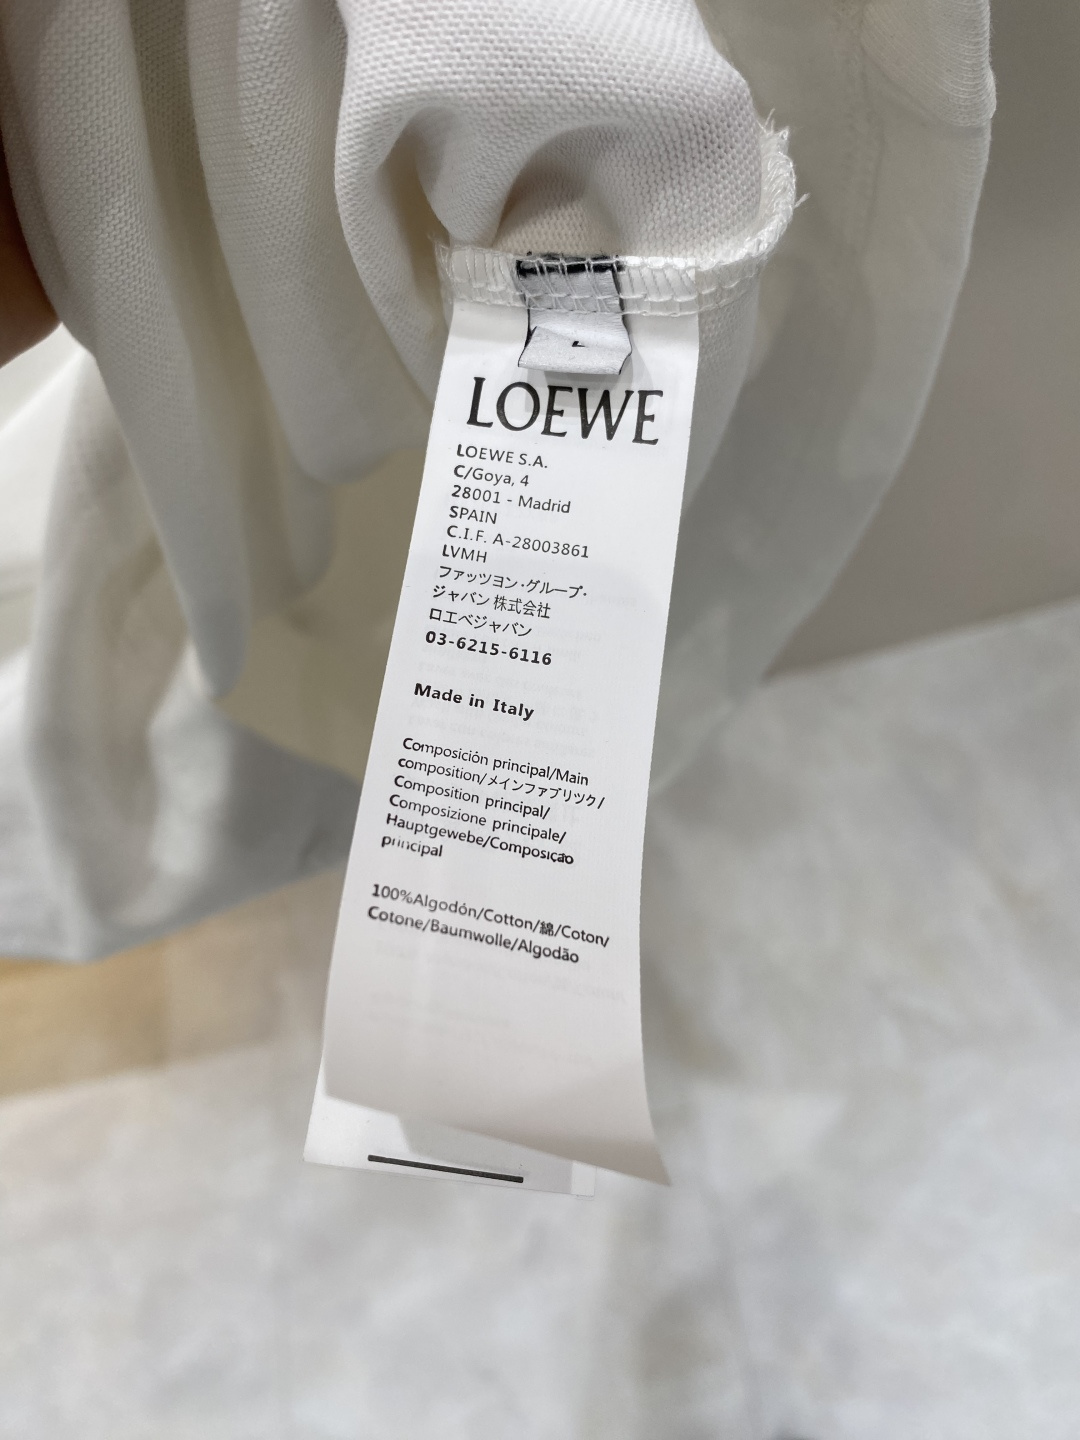 LOEWE
LOEWE S.A.
C/Goya, 4
28001 - Madrid
SPAIN
C.I.F. A-28003861
LVMH
ファッツヨン・グループ・
ジャバン 株式会社
ロエベジャバン
03-6215-6116
Made in Italy
Composición principal/Main
composition/メインファブリツク/
Composition principal/
Composizione principale/
Hauptgewebe/Composição
principal
100%Algodón/Cotton/綿/Coton/
Cotone/Baumwolle/Algodão